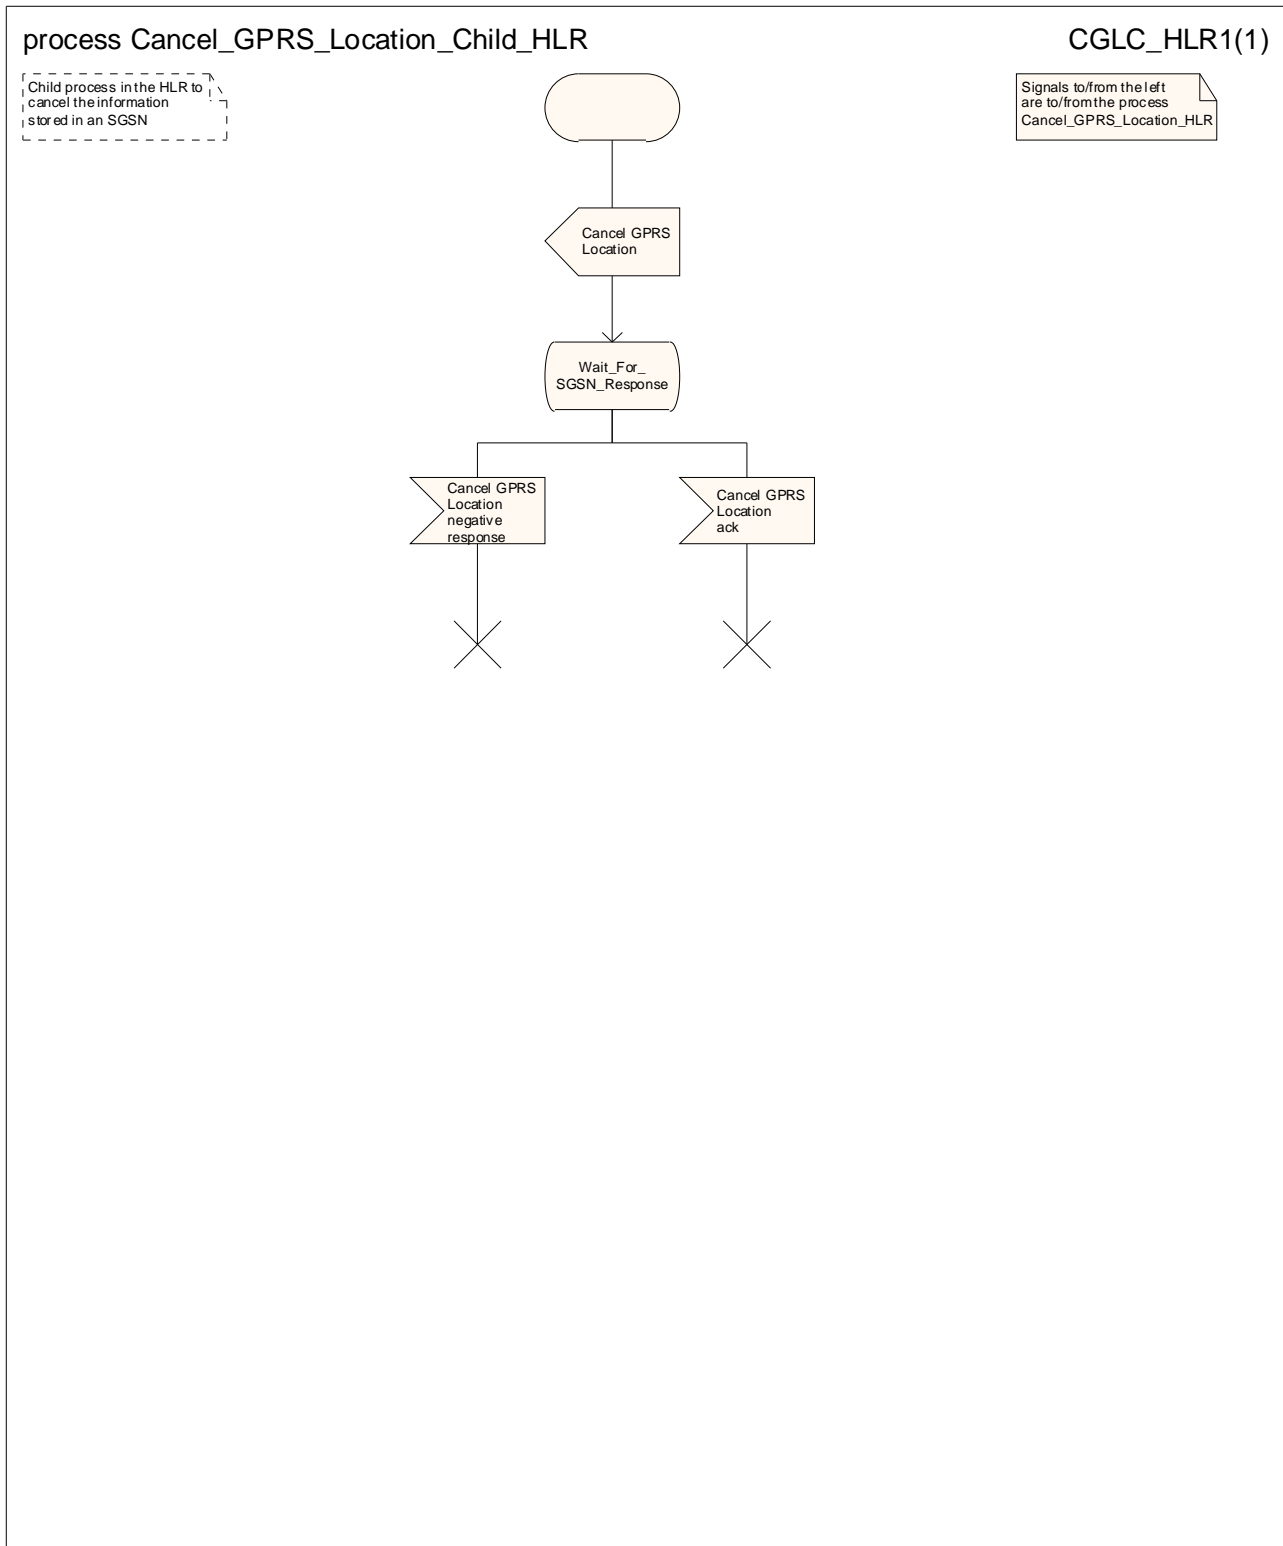 process Cancel_GPRS_Location_Child_HLR
CGLC_HLR1(1)
Child process in the HLR to
cancel the information
stored in an SGSN
Signals to/from the left
are to/from the process
Cancel_GPRS_Location_HLR
Cancel GPRS
Location
Wait_For_
SGSN_Response
Cancel GPRS
Location
negative
response
Cancel GPRS
Location
ack